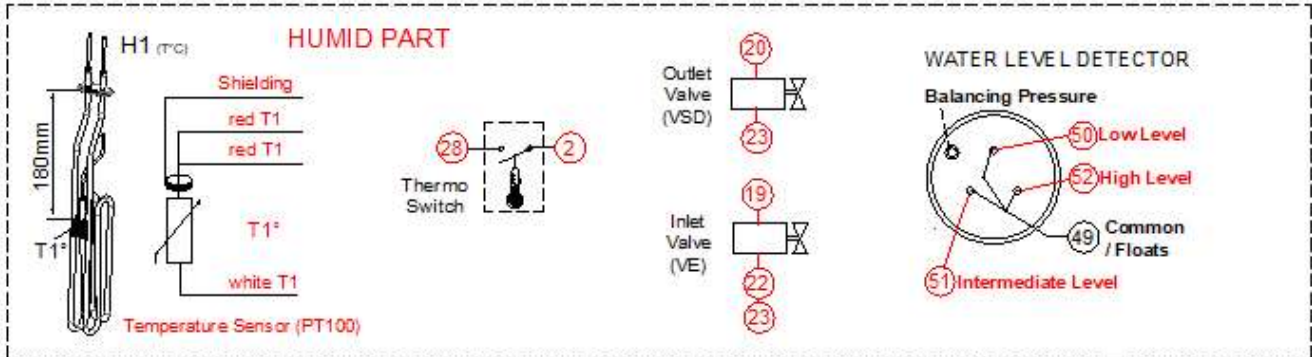 H1 (T°C)
HUMID PART
Shielding
red T1
red T1
180mm
T1°
T1°
white T1
Temperature Sensor (PT100)
28
2
Thermo
Switch
20
Outlet
Valve
(VSD)
23
19
Inlet
Valve
(VE)
22
23
WATER LEVEL DETECTOR
Balancing Pressure
50 Low Level
52 High Level
49 Common
/ Floats
51 Intermediate Level